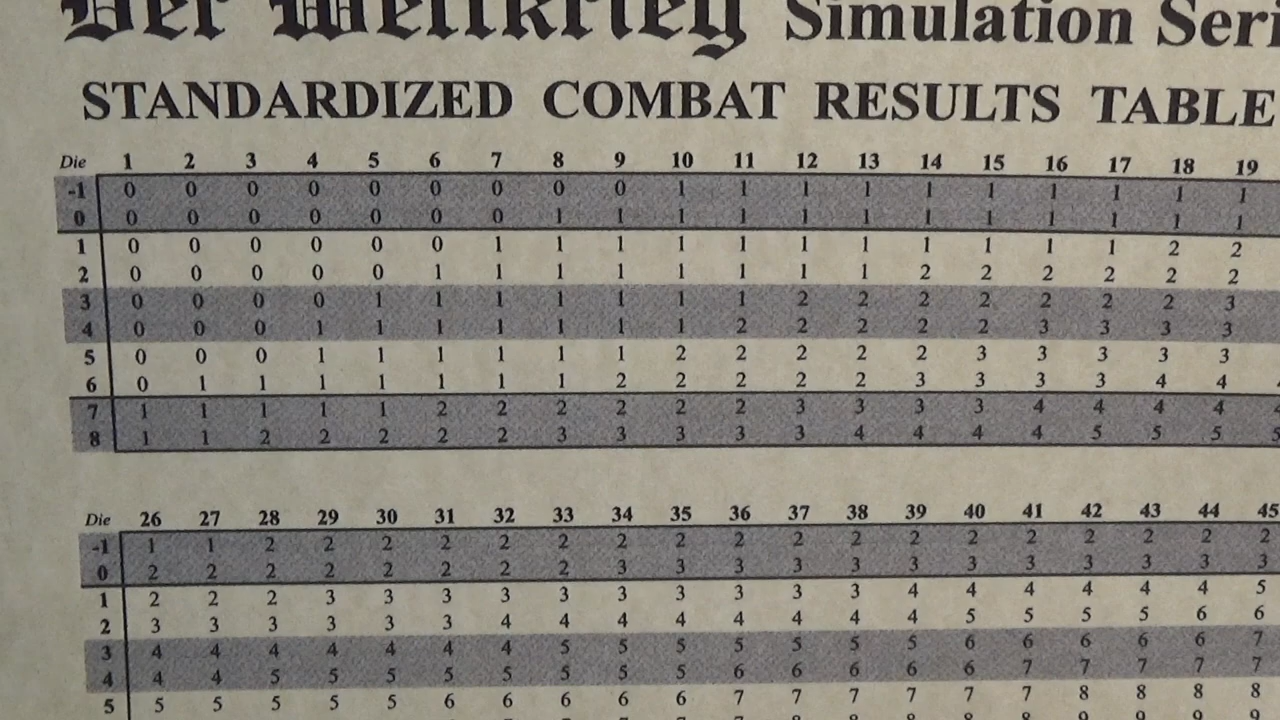 Der Weltkrieg Simulation Seri
STANDARDIZED COMBAT RESULTS TABLE
Die 1 2 3 4 5 6 7 8 9 10 11 12 13 14 15 16 17 18 19
-1 0 0 0 0 0 0 0 0 0 1 1 1 1 1 1 1 1 1 1
0 0 0 0 0 0 0 0 1 1 1 1 1 1 1 1 1 1 1 1
1 0 0 0 0 0 0 1 1 1 1 1 1 1 1 1 1 1 2 2
2 0 0 0 0 0 1 1 1 1 1 1 1 1 2 2 2 2 2 2
3 0 0 0 0 1 1 1 1 1 1 1 2 2 2 2 2 2 2 3
4 0 0 0 1 1 1 1 1 1 1 2 2 2 2 2 3 3 3 3
5 0 0 0 1 1 1 1 1 1 2 2 2 2 2 3 3 3 3 3
6 0 1 1 1 1 1 1 1 2 2 2 2 2 3 3 3 3 4 4
7 1 1 1 1 1 2 2 2 2 2 2 3 3 3 3 4 4 4 4
8 1 1 2 2 2 2 2 3 3 3 3 3 4 4 4 4 5 5 5 5
Die 26 27 28 29 30 31 32 33 34 35 36 37 38 39 40 41 42 43 44 45
-1 1 1 2 2 2 2 2 2 2 2 2 2 2 2 2 2 2 2 2 2
0 2 2 2 2 2 2 2 2 3 3 3 3 3 3 3 3 3 3 3 3
1 2 2 2 3 3 3 3 3 3 3 3 3 3 4 4 4 4 4 4 5
2 3 3 3 3 3 3 4 4 4 4 4 4 4 4 5 5 5 5 6 6
3 4 4 4 4 4 4 4 5 5 5 5 5 5 5 6 6 6 6 6 7
4 4 4 5 5 5 5 5 5 5 5 6 6 6 6 6 7 7 7 7 7
5 5 5 5 5 5 6 6 6 6 6 7 7 7 7 7 7 8 8 8 8